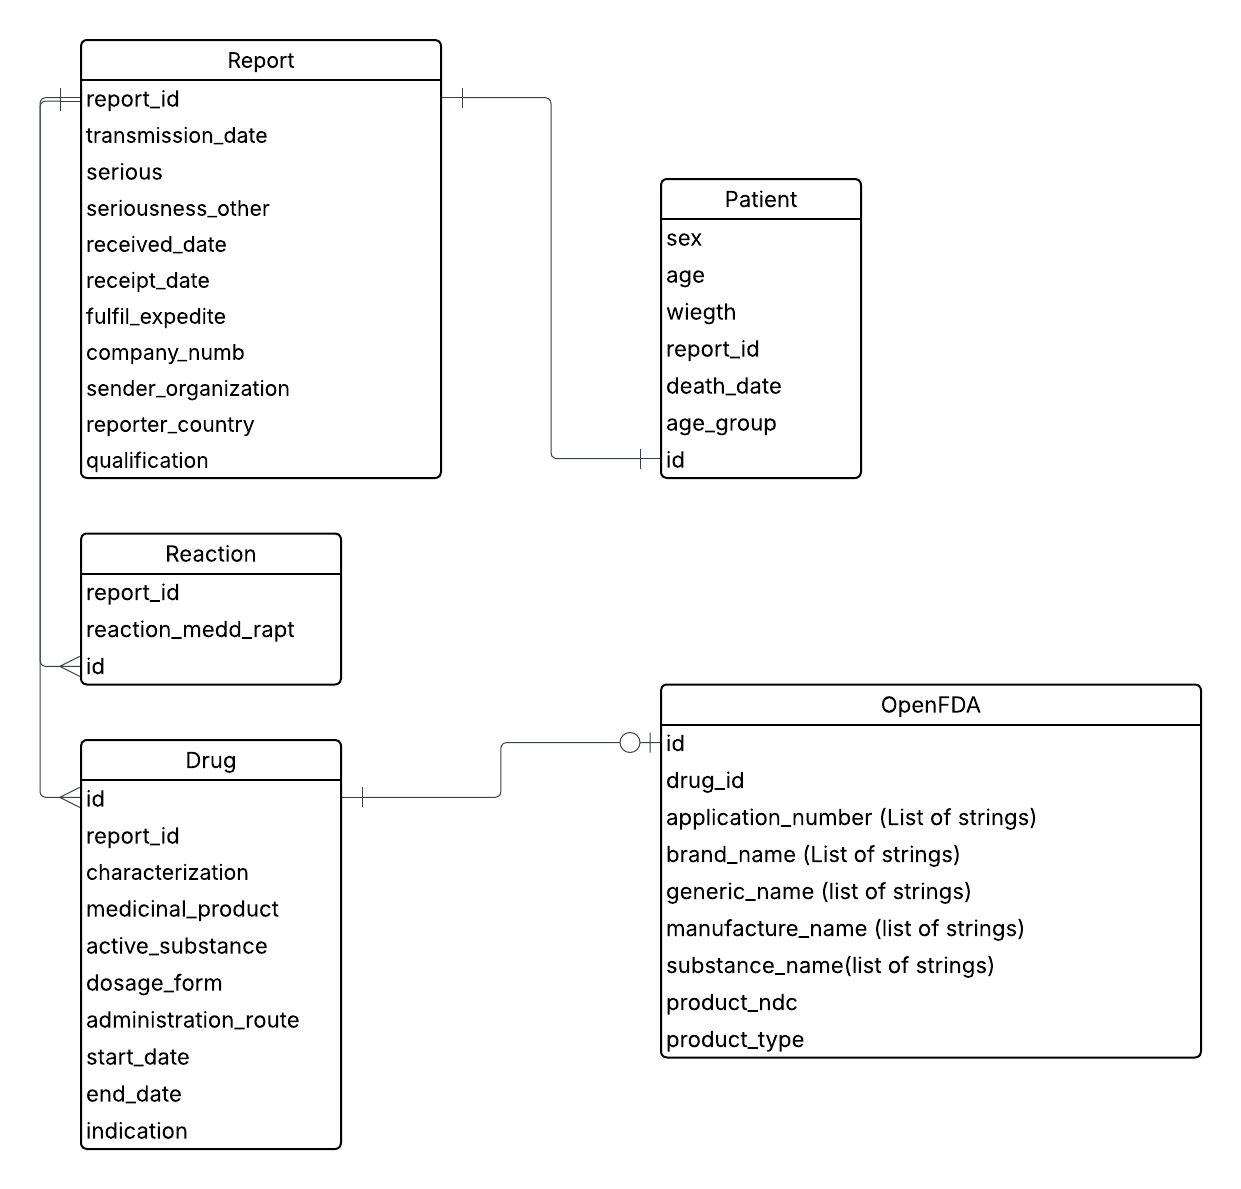 Report
report_id
transmission_date
serious
seriousness_other
received_date
receipt_date
fulfil_expedite
company_numb
sender_organization
reporter_country
qualification
Patient
sex
age
wiegth
report_id
death_date
age_group
id
Reaction
report_id
reaction_medd_rapt
id
Drug
id
report_id
characterization
medicinal_product
active_substance
dosage_form
administration_route
start_date
end_date
indication
OpenFDA
id
drug_id
application_number (List of strings)
brand_name (List of strings)
generic_name (list of strings)
manufacture_name (list of strings)
substance_name(list of strings)
product_ndc
product_type